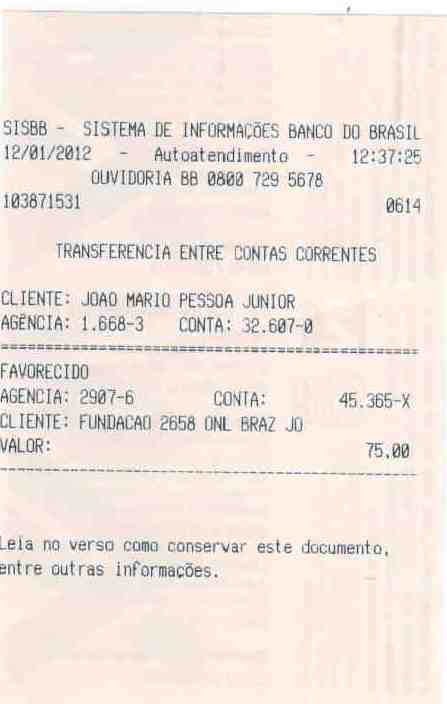 SISBB - SISTEMA DE INFORMAÇÕES BANCO DO BRASIL
12/01/2012 - Autoatendimento - 12:37:25
OUVIDORIA BB 0800 729 5678
103871531 0614
TRANSFERENCIA ENTRE CONTAS CORRENTES
CLIENTE: JOAO MARIO PESSOA JUNIOR
AGÊNCIA: 1.668-3 CONTA: 32.607-0
================================================
FAVORECIDO
AGENCIA: 2907-6 CONTA: 45.365-X
CLIENTE: FUNDACAO 2658 ONL BRAZ JO
VALOR: 75,00
------------------------------------------------
Leia no verso como conservar este documento,
entre outras informações.